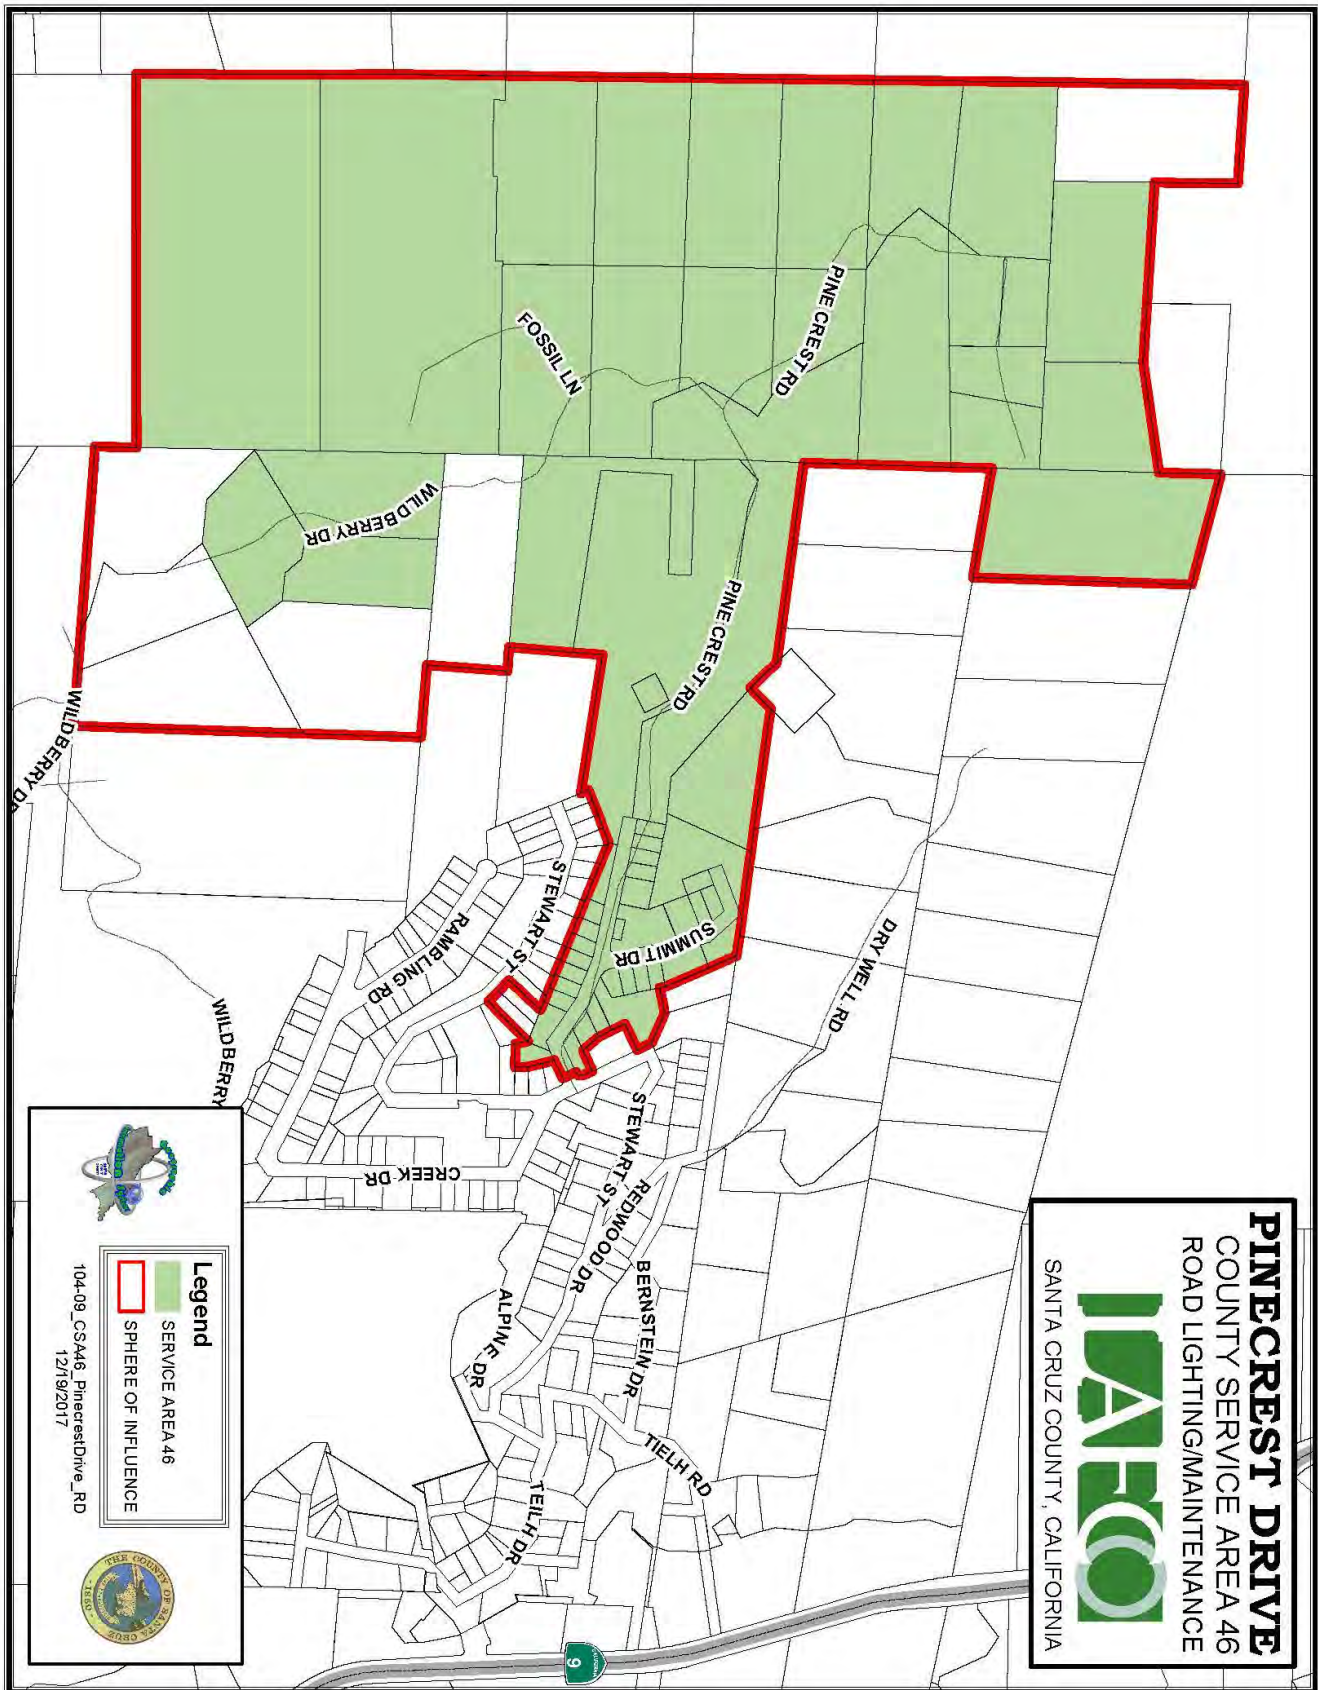 PINECREST DRIVE
COUNTY SERVICE AREA 46
ROAD LIGHTING/MAINTENANCE
LAFCO
SANTA CRUZ COUNTY, CALIFORNIA
PINE CREST RD
FOSSIL LN
WILDBERRY DR
PINE CREST RD
WILDBERRY DR
SUMMIT DR
STEWART ST
RAMBLING RD
DRY WELL RD
WILDBERRY
CREEK DR
STEWART ST
REDWOOD DR
BERNSTEIN DR
ALPINE DR
TIELH RD
TEILH DR
CALIFORNIA
9
Legend
SERVICE AREA 46
SPHERE OF INFLUENCE
104-09_CSA46_PinecrestDrive_RD
12/19/2017
THE COUNTY OF SANTA CRUZ
1850